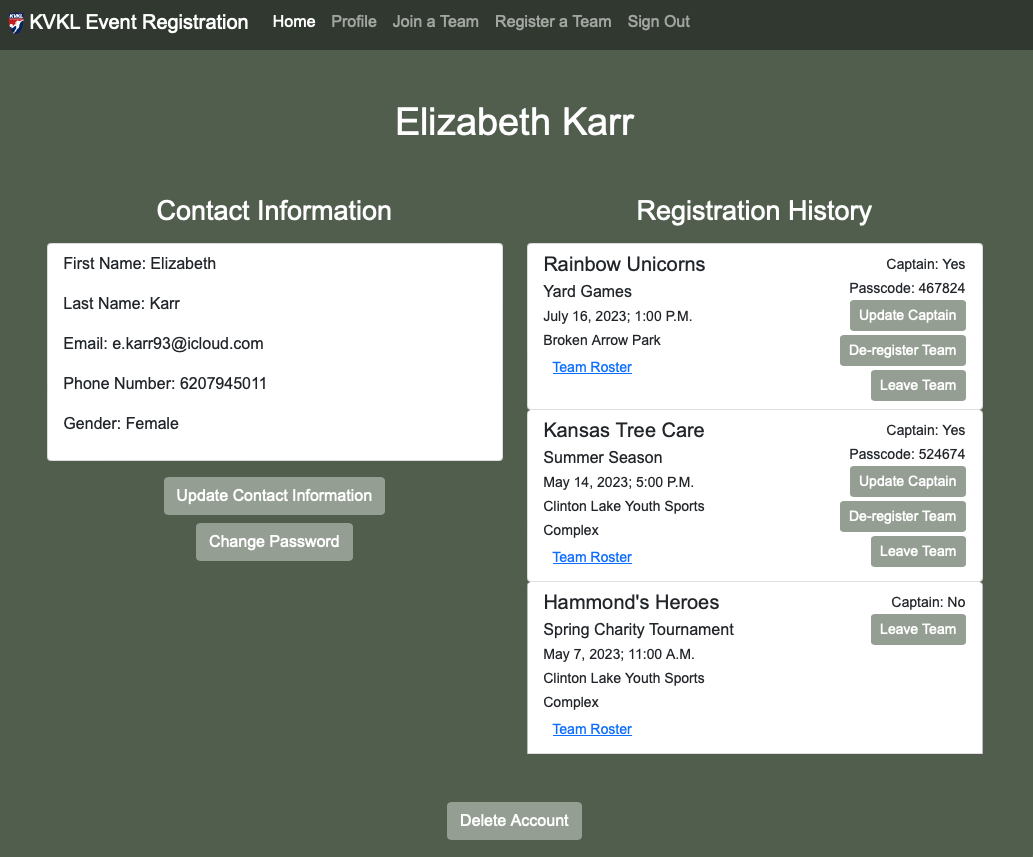 KVKL Event Registration Home Profile Join a Team Register a Team Sign Out
Elizabeth Karr
Contact Information
First Name: Elizabeth
Last Name: Karr
Email: e.karr93@icloud.com
Phone Number: 6207945011
Gender: Female
Update Contact Information
Change Password
Registration History
Rainbow Unicorns
Yard Games
July 16, 2023; 1:00 P.M.
Broken Arrow Park
Team Roster
Captain: Yes
Passcode: 467824
Update Captain
De-register Team
Leave Team
Kansas Tree Care
Summer Season
May 14, 2023; 5:00 P.M.
Clinton Lake Youth Sports
Complex
Team Roster
Captain: Yes
Passcode: 524674
Update Captain
De-register Team
Leave Team
Hammond's Heroes
Spring Charity Tournament
May 7, 2023; 11:00 A.M.
Clinton Lake Youth Sports
Complex
Team Roster
Captain: No
Leave Team
Delete Account